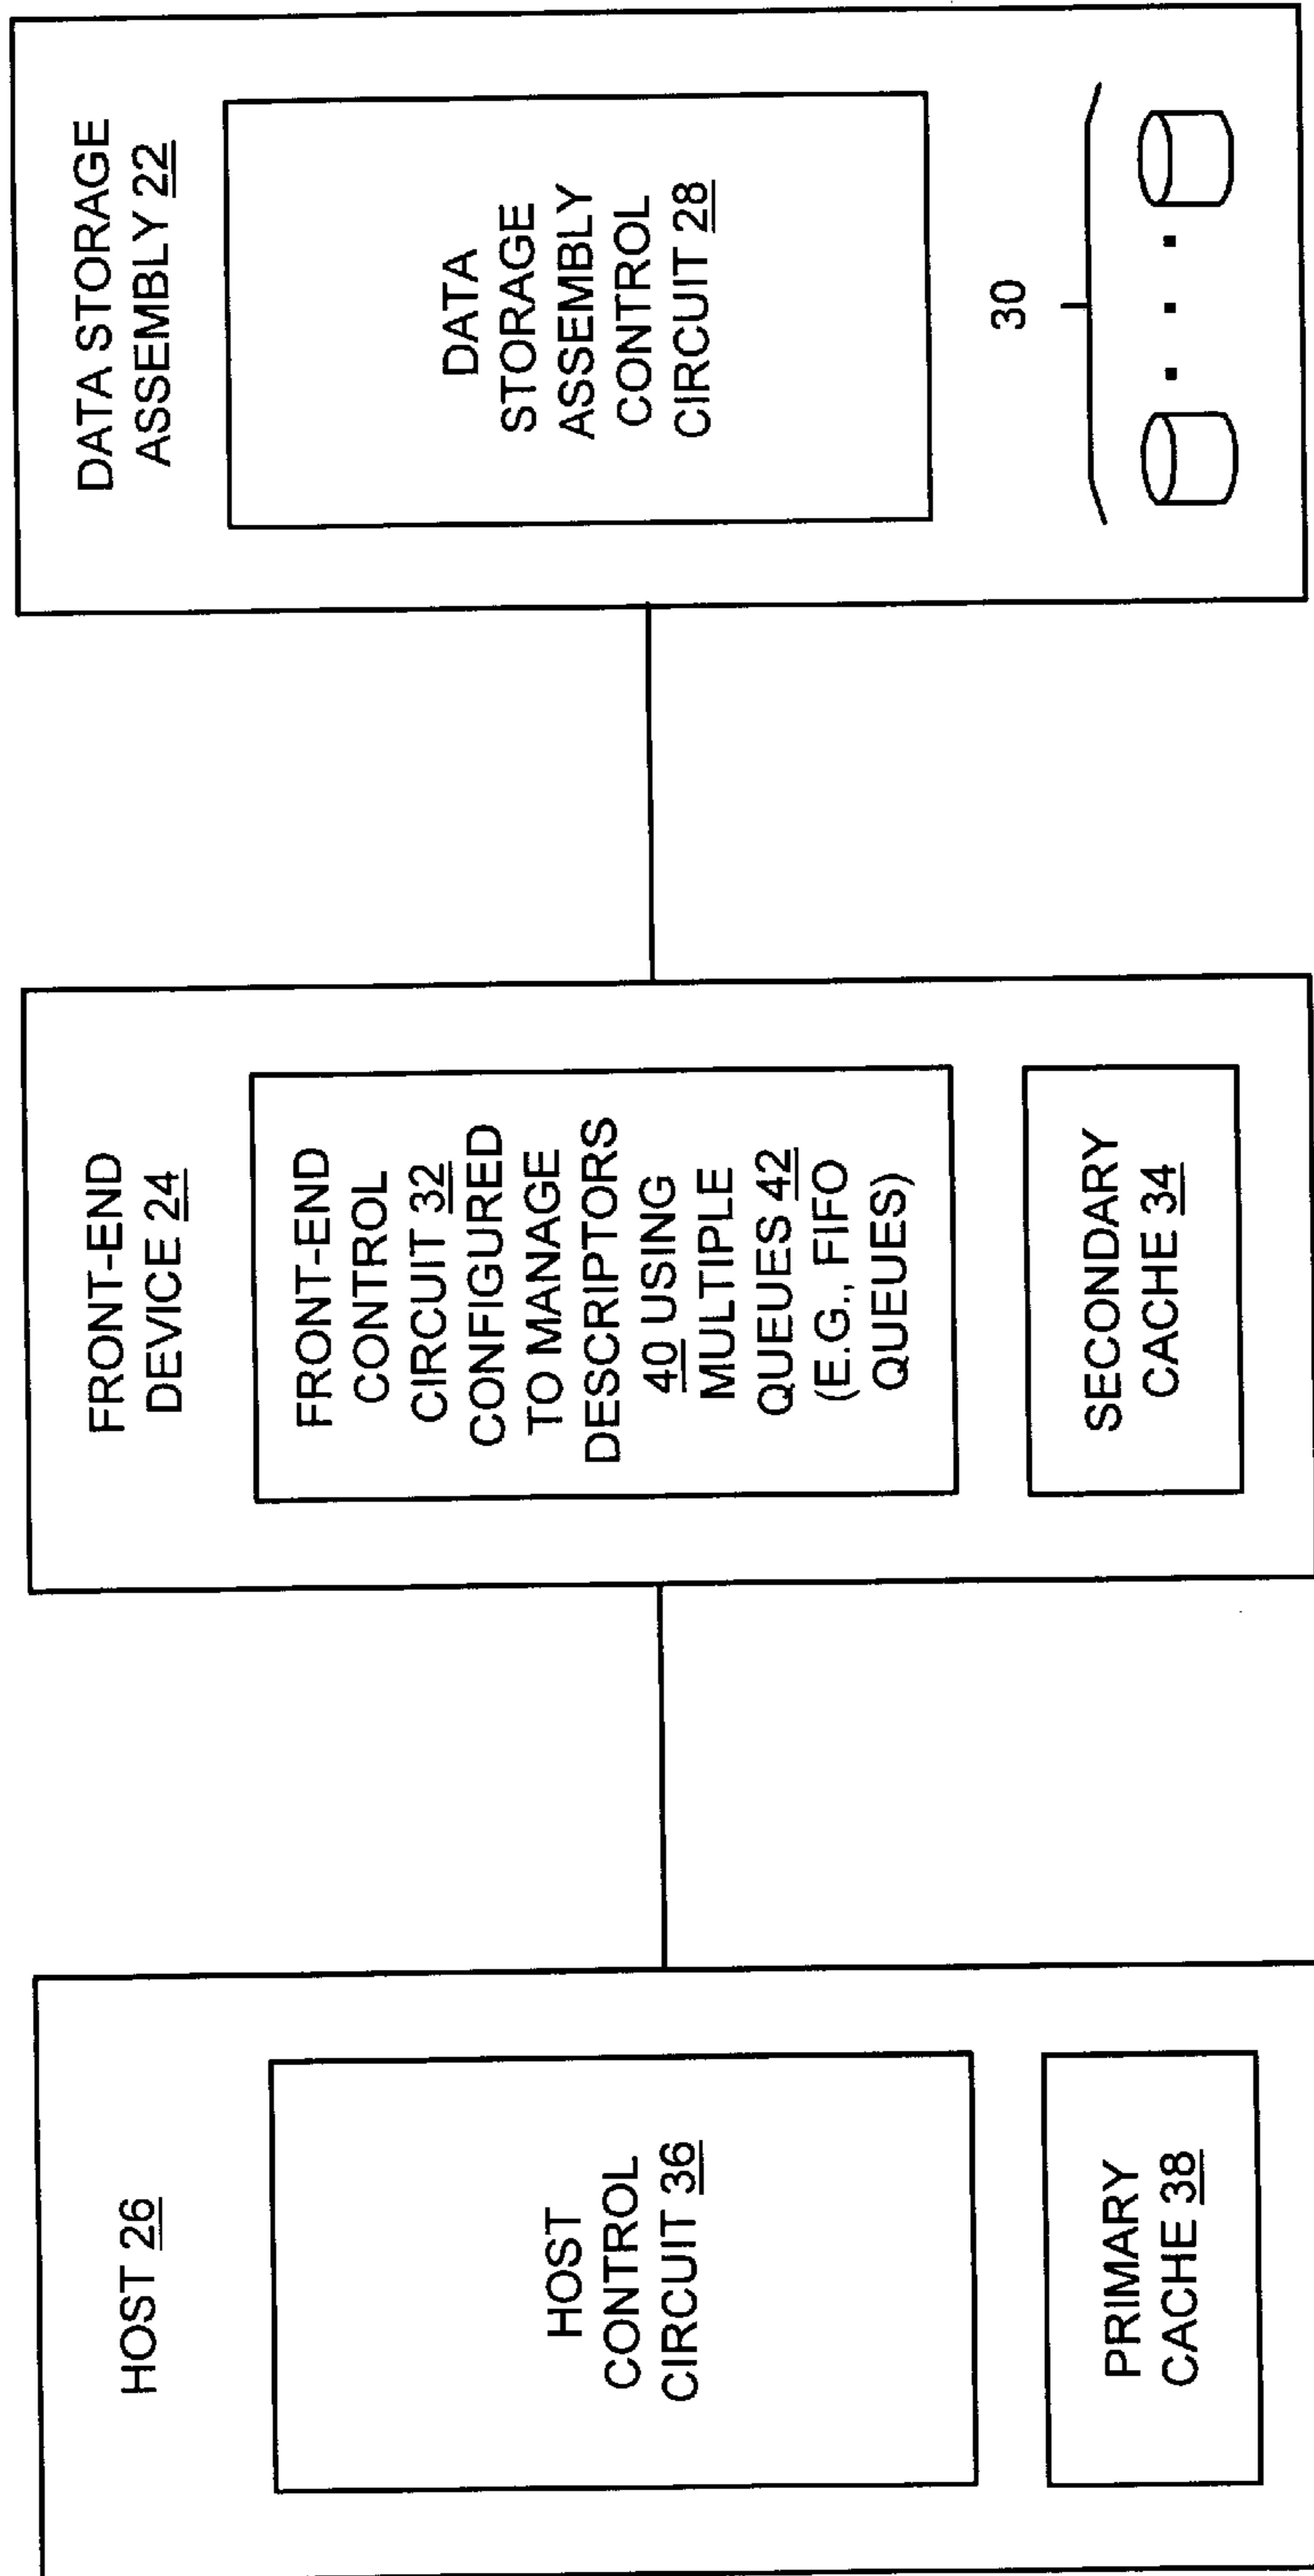 HOST 26
HOST
CONTROL
CIRCUIT 36
PRIMARY
CACHE 38
FRONT-END
DEVICE 24
FRONT-END
CONTROL
CIRCUIT 32
CONFIGURED
TO MANAGE
DESCRIPTORS
40 USING
MULTIPLE
QUEUES 42
(E.G., FIFO
QUEUES)
SECONDARY
CACHE 34
DATA STORAGE
ASSEMBLY 22
DATA
STORAGE
ASSEMBLY
CONTROL
CIRCUIT 28
30